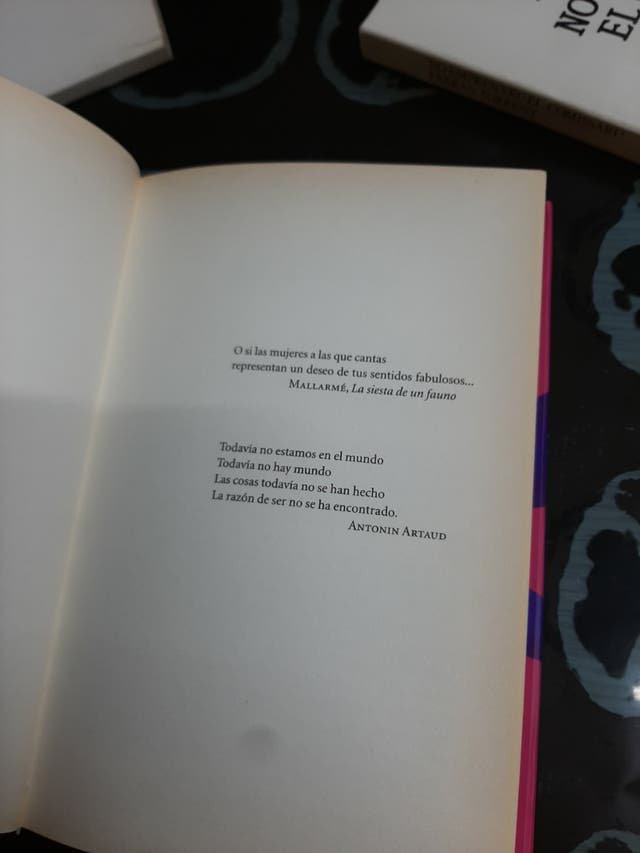 NO
EL
O si las mujeres a las que cantas
representan un deseo de tus sentidos fabulosos...
MALLARMÉ, La siesta de un fauno
Todavía no estamos en el mundo
Todavía no hay mundo
Las cosas todavía no se han hecho
La razón de ser no se ha encontrado.
ANTONIN ARTAUD